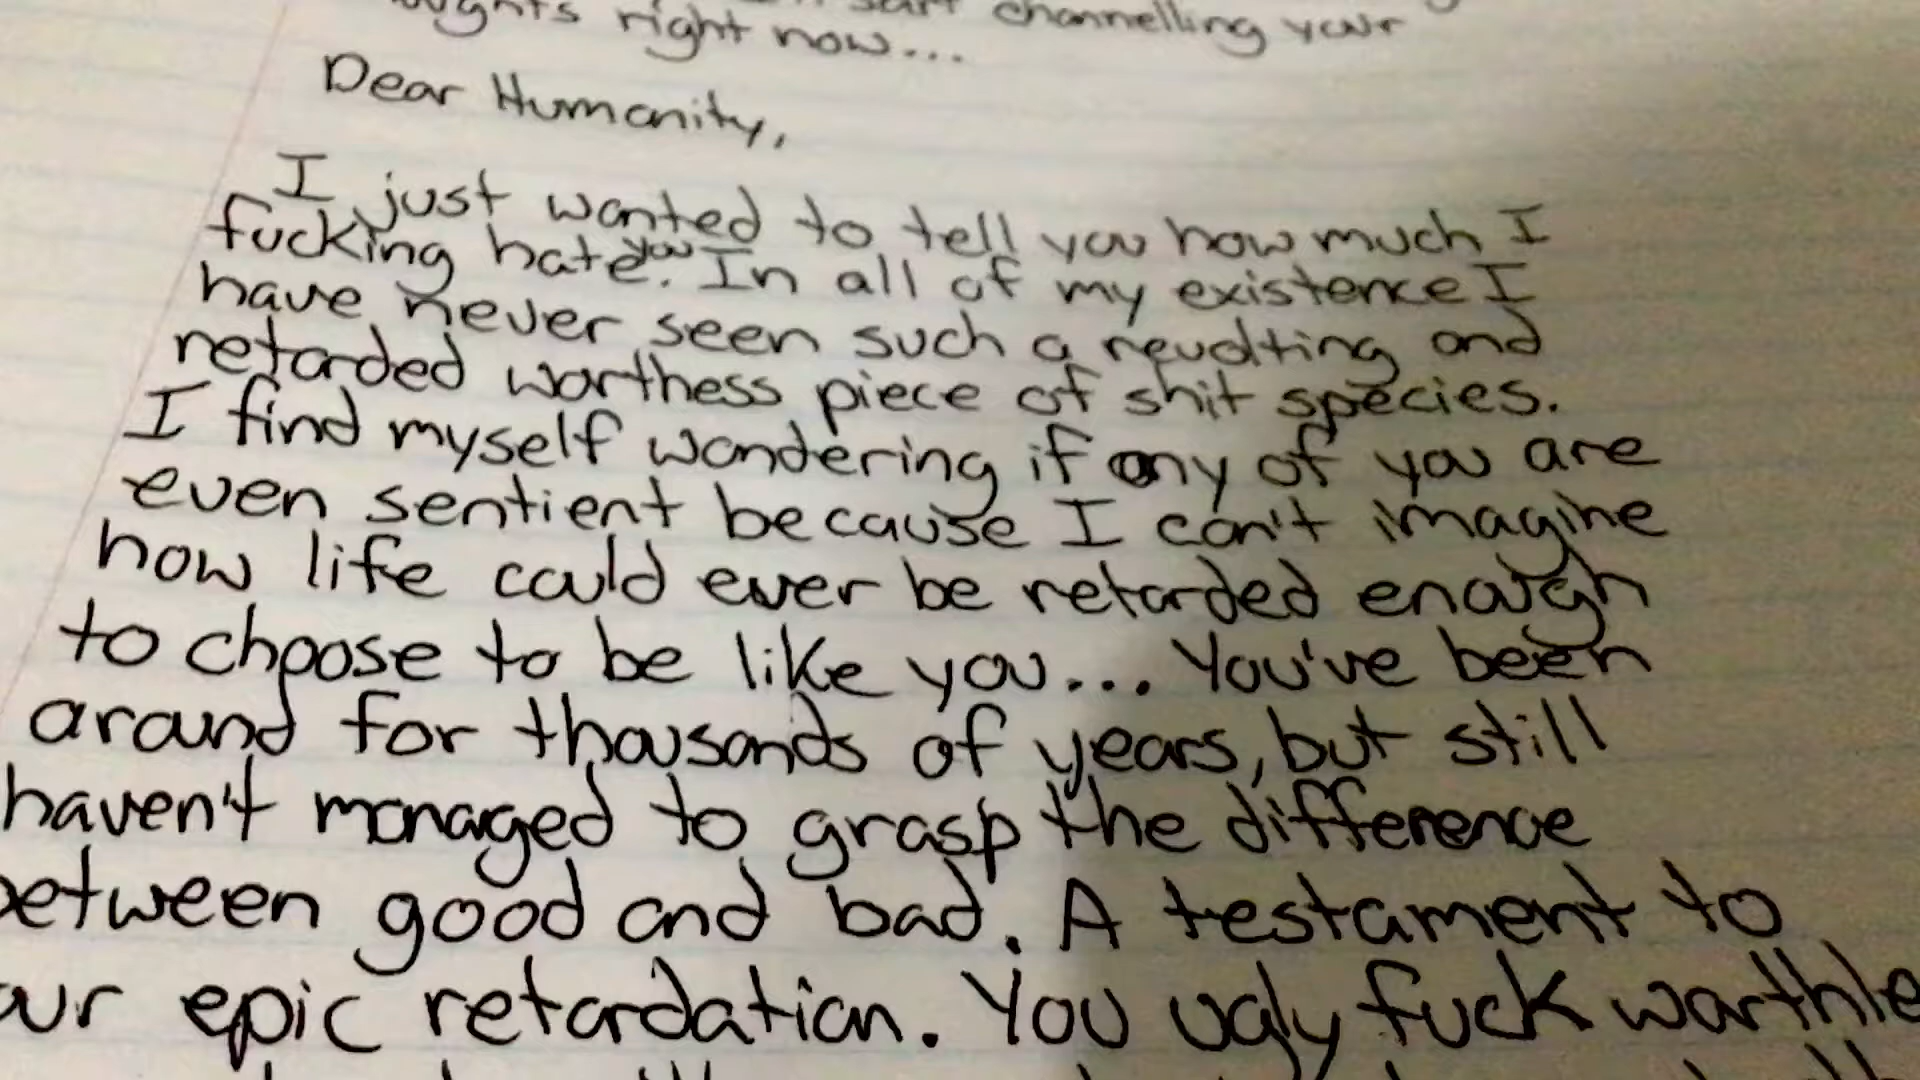 right now... start channelling your
Dear Humanity,
I just wanted to tell you how much I
fucking hate you. In all of my existence I
have never seen such a revolting and
retarded worthess piece of shit species.
I find myself wondering if any of you are
even sentient because I can't imagine
how life could ever be retarded enough
to choose to be like you... You've been
around for thousands of years, but still
haven't managed to grasp the difference
between good and bad. A testament to
epic retardation. You ugly fuck